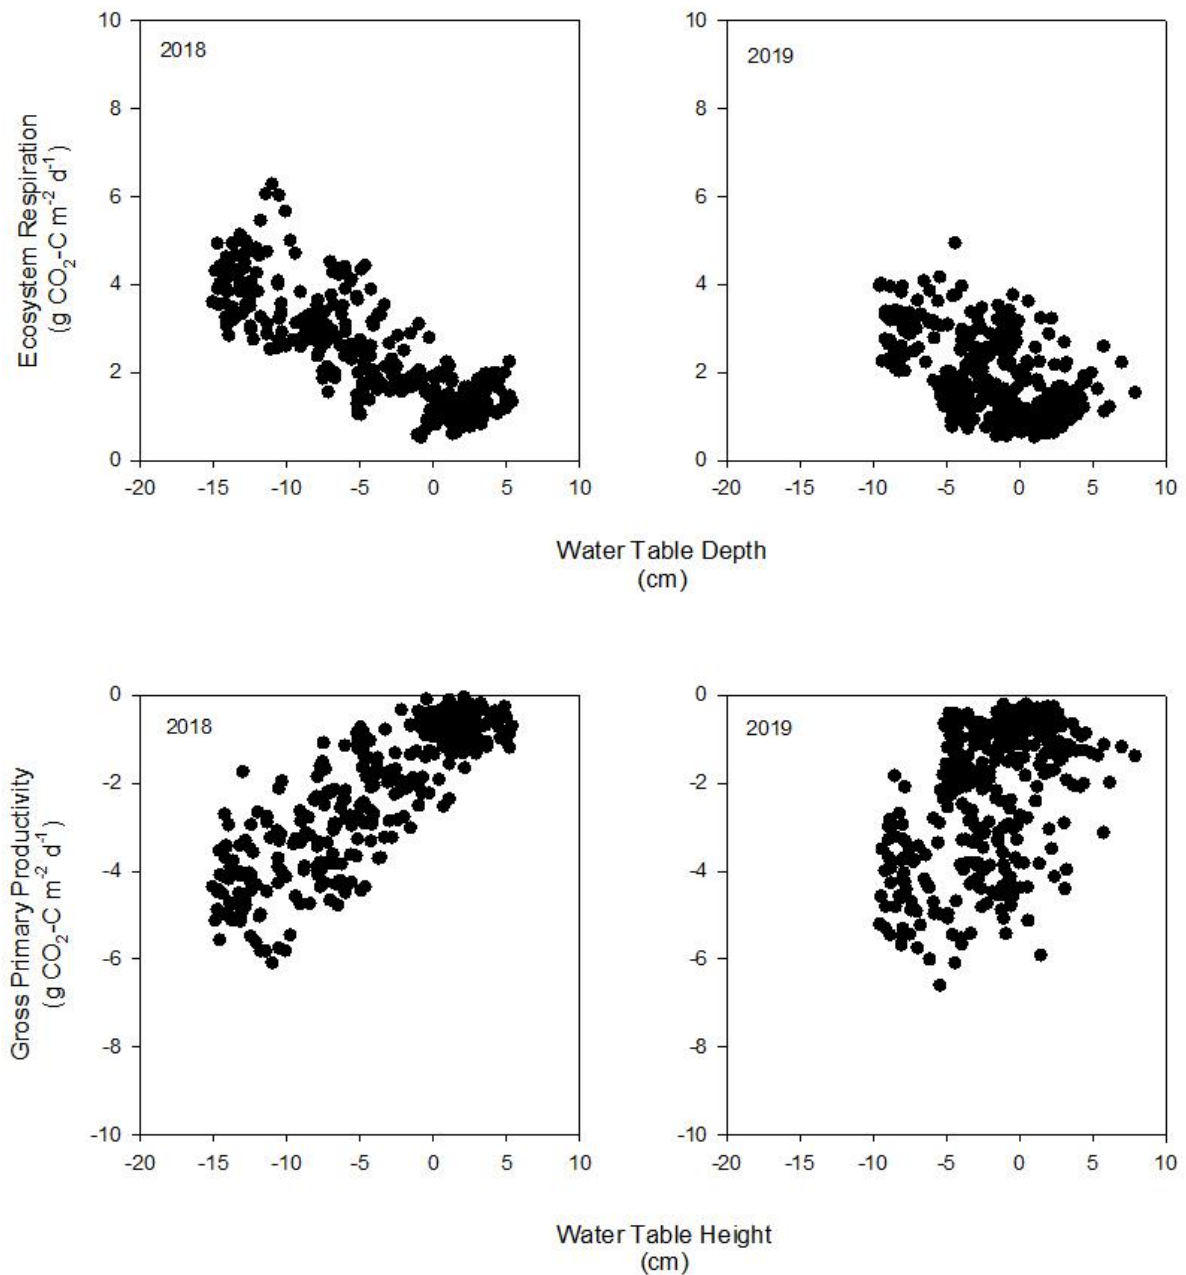 10
8
6
4
2
0
2018
-20 -15 -10 -5 0 5 10
10
8
6
4
2
0
2019
-20 -15 -10 -5 0 5 10
Ecosystem Respiration
(g CO₂-C m⁻² d⁻¹)
Water Table Depth
(cm)
0
-2
-4
-6
-8
-10
2018
-20 -15 -10 -5 0 5 10
0
-2
-4
-6
-8
-10
2019
-20 -15 -10 -5 0 5 10
Gross Primary Productivity
(g CO₂-C m⁻² d⁻¹)
Water Table Height
(cm)